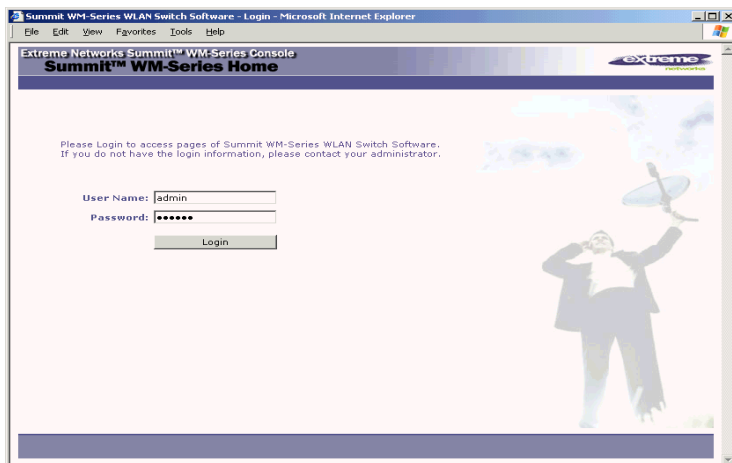 Summit WM-Series WLAN Switch Software - Login - Microsoft Internet Explorer
File Edit View Favorites Tools Help
Extreme Networks Summit™ WM-Series Console
Summit™ WM-Series Home
extreme
networks
Please Login to access pages of Summit WM-Series WLAN Switch Software.
If you do not have the login information, please contact your administrator.
User Name: admin
Password: ••••••
Login